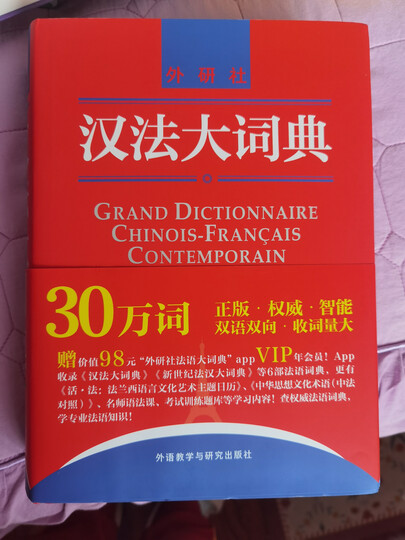 外研社
汉法大词典
GRAND DICTIONNAIRE
CHINOIS-FRANÇAIS
CONTEMPORAIN
30万词
正版·权威·智能
双语双向·收词量大
赠价值98元“外研社法语大词典”app VIP年会员！App
收录《汉法大词典》《新世纪法汉大词典》等6部法语词典，更有
《活·法：法兰西语言文化艺术主题日历》、《中华思想文化术语（中法
对照）》、名师语法课、考试训练题库等学习内容！查权威法语词典，
学专业法语知识！
外语教学与研究出版社